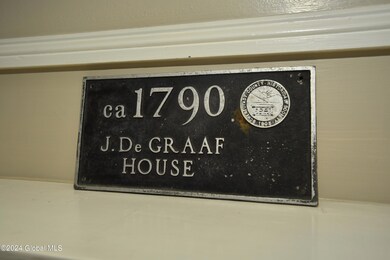 ca 1790
J. De GRAAF
HOUSE
©2024 Global MLS